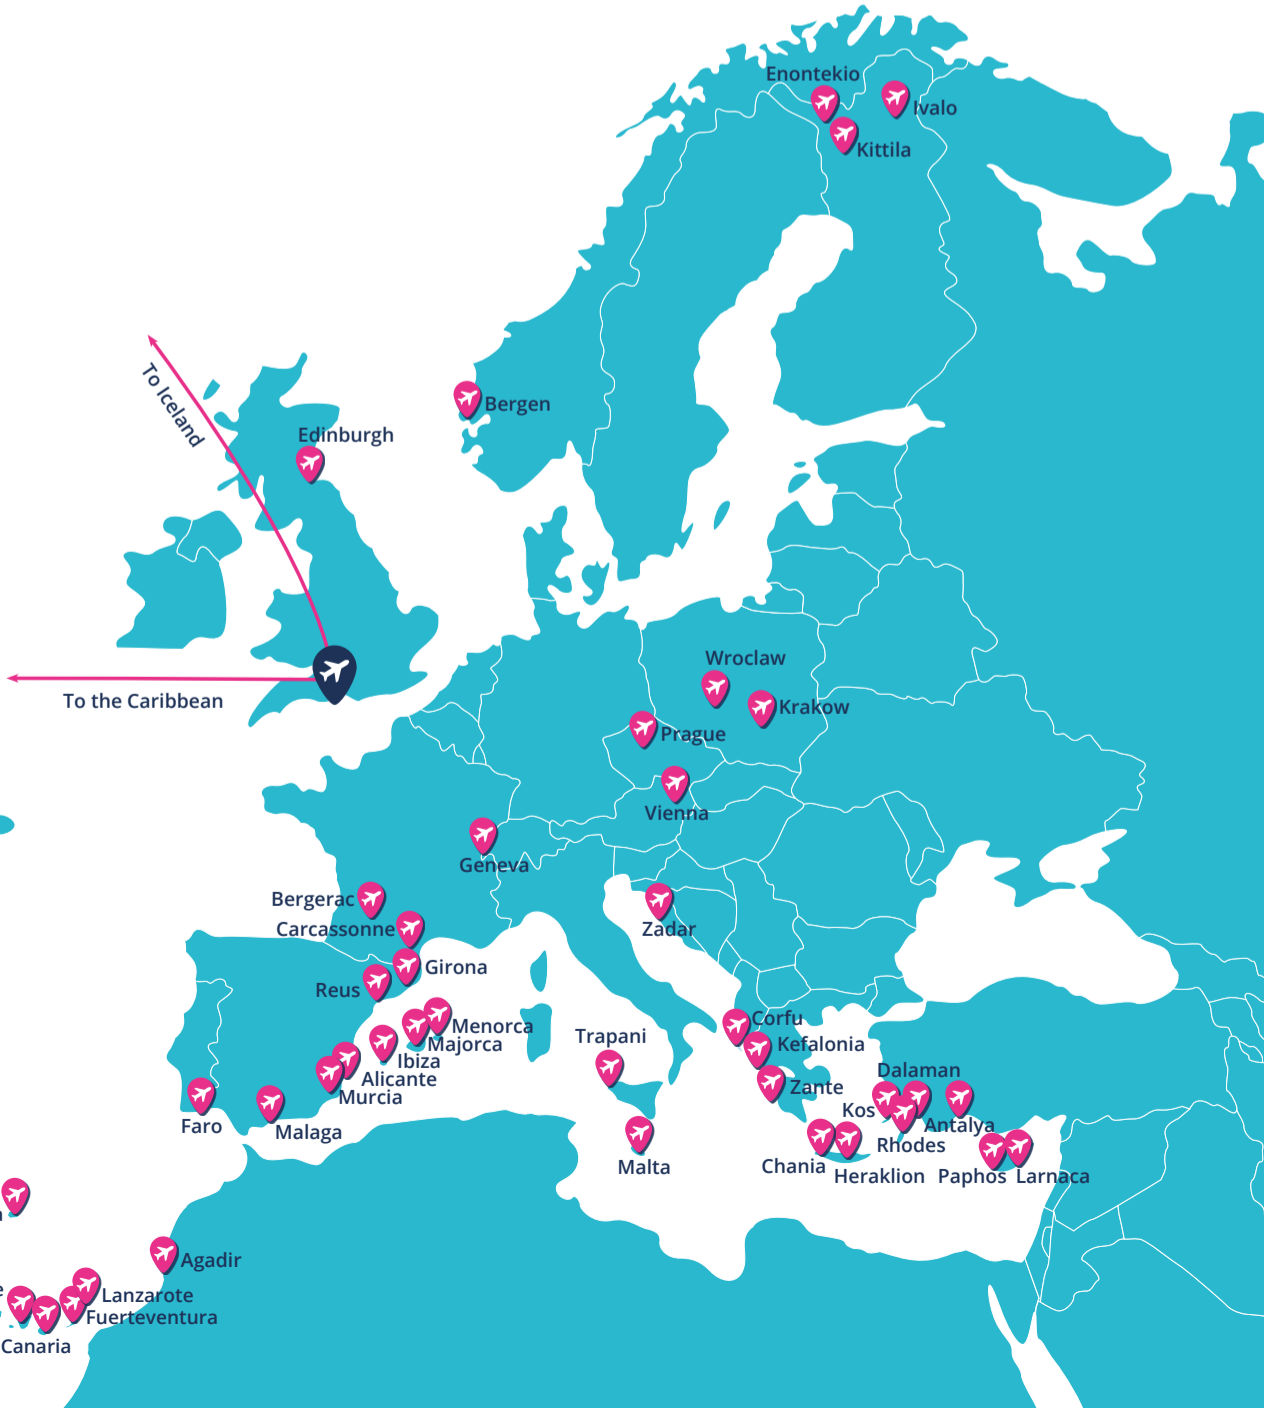 Enontekio
Ivalo
Kittila
To Iceland
Bergen
Edinburgh
Wroclaw
To the Caribbean
Krakow
Prague
Vienna
Geneva
Bergerac
Carcassonne
Zadar
Girona
Reus
Menorca
Corfu
Majorca
Trapani
Kefalonia
Ibiza
Alicante
Dalaman
Murcia
Zante
Kos
Faro
Malaga
Antalya
Rhodes
Malta
Chania
Heraklion
Paphos
Larnaca
Agadir
Lanzarote
Fuerteventura
Canaria